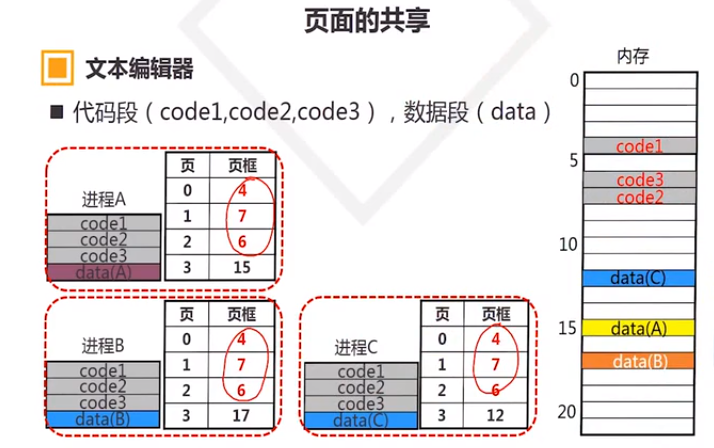 页面的共享
文本编辑器
代码段（code1,code2,code3），数据段（data）
内存
0
code1
5
code3
code2
10
data(C)
15
data(A)
data(B)
20
进程A
code1
code2
code3
data(A)
页 页框
0 4
1 7
2 6
3 15
进程B
code1
code2
code3
data(B)
页 页框
0 4
1 7
2 6
3 17
进程C
code1
code2
code3
data(C)
页 页框
0 4
1 7
2 6
3 12